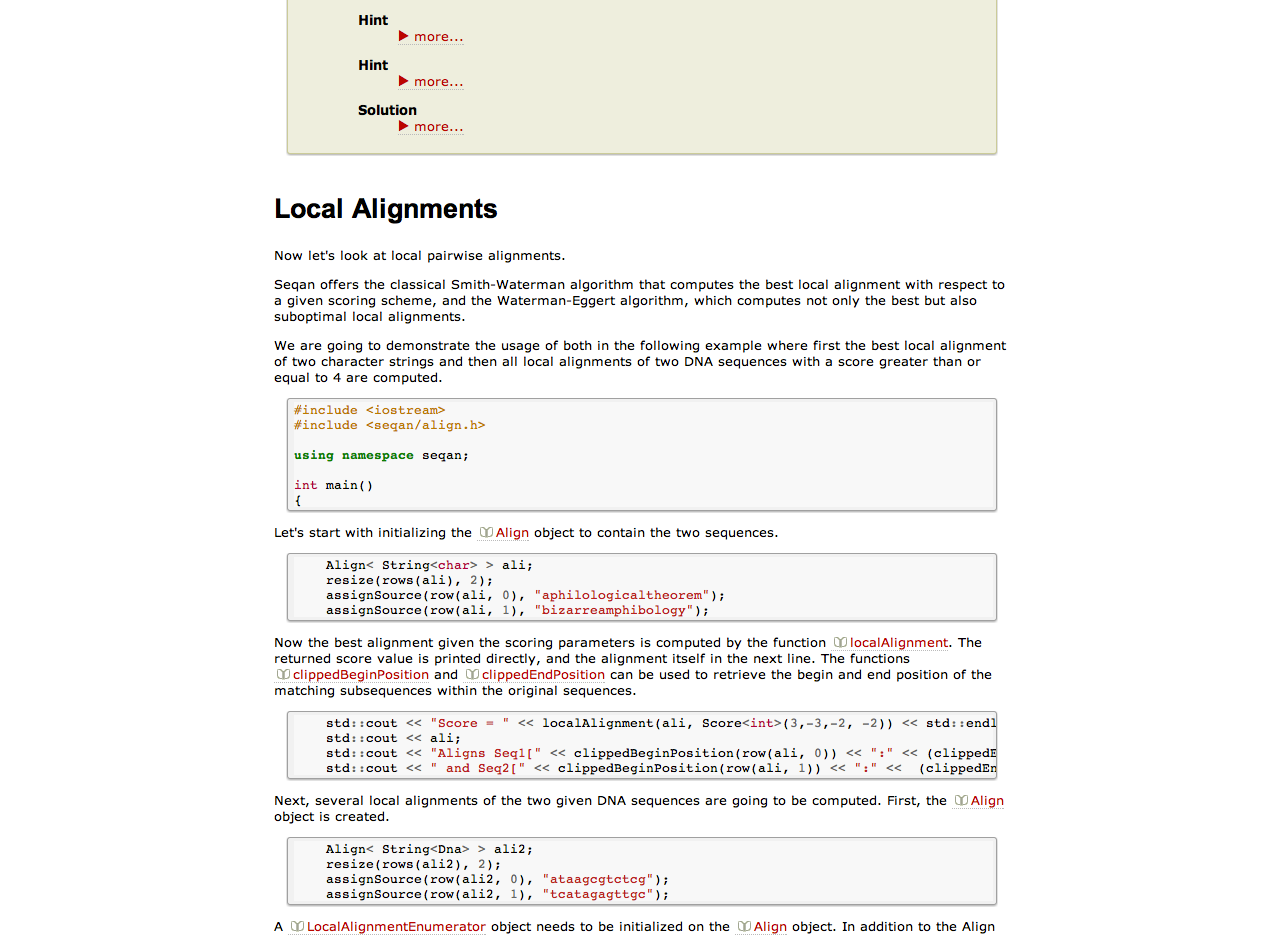 Hint
more...
Hint
more...
Solution
more...
Local Alignments
Now let's look at local pairwise alignments.
Seqan offers the classical Smith-Waterman algorithm that computes the best local alignment with respect to
a given scoring scheme, and the Waterman-Eggert algorithm, which computes not only the best but also
suboptimal local alignments.
We are going to demonstrate the usage of both in the following example where first the best local alignment
of two character strings and then all local alignments of two DNA sequences with a score greater than or
equal to 4 are computed.
#include <iostream>
#include <seqan/align.h>
using namespace seqan;
int main()
{
Let's start with initializing the Align object to contain the two sequences.
Align< String<char> > ali;
resize(rows(ali), 2);
assignSource(row(ali, 0), "aphilologicaltheorem");
assignSource(row(ali, 1), "bizarreamphibology");
Now the best alignment given the scoring parameters is computed by the function localAlignment. The
returned score value is printed directly, and the alignment itself in the next line. The functions
clippedBeginPosition and clippedEndPosition can be used to retrieve the begin and end position of the
matching subsequences within the original sequences.
std::cout << "Score = " << localAlignment(ali, Score<int>(3,-3,-2, -2)) << std::endl
std::cout << ali;
std::cout << "Aligns Seq1[" << clippedBeginPosition(row(ali, 0)) << ":" << (clippedE
std::cout << " and Seq2[" << clippedBeginPosition(row(ali, 1)) << ":" <<  (clippedEn
Next, several local alignments of the two given DNA sequences are going to be computed. First, the Align
object is created.
Align< String<Dna> > ali2;
resize(rows(ali2), 2);
assignSource(row(ali2, 0), "ataagcgtctcg");
assignSource(row(ali2, 1), "tcatagagttgc");
A LocalAlignmentEnumerator object needs to be initialized on the Align object. In addition to the Align